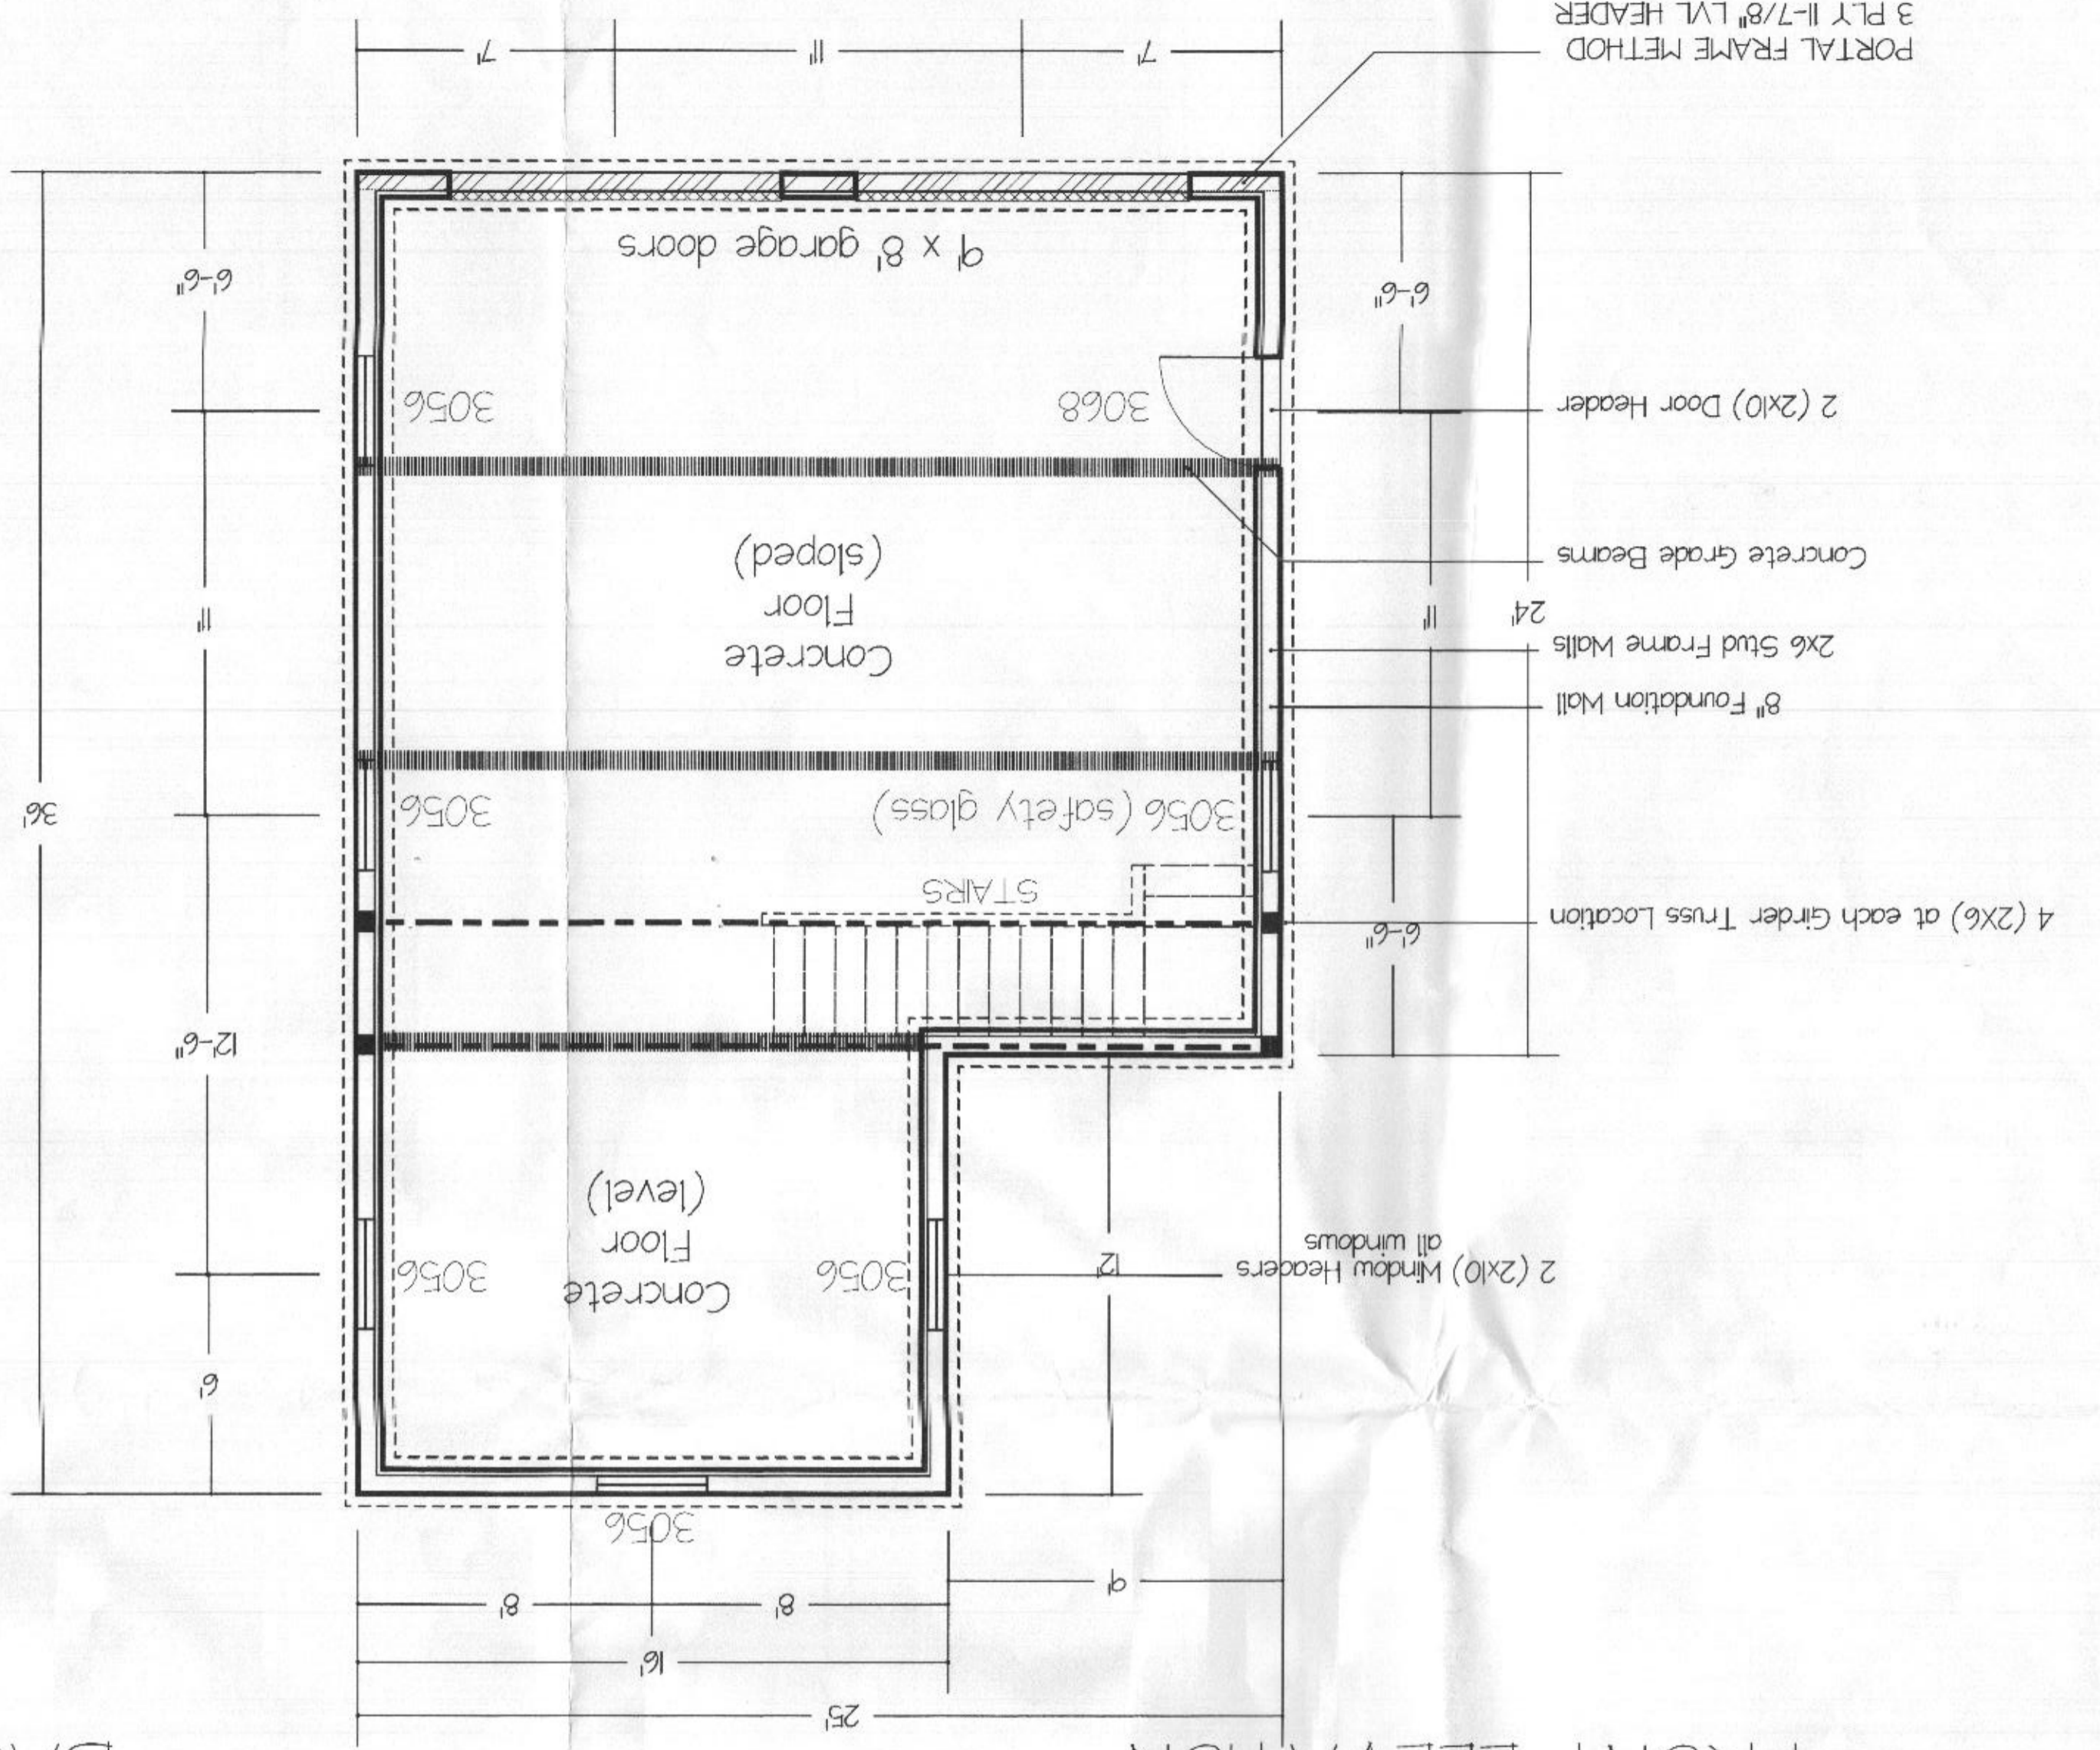 25'
16'
8' 8'
9'
3056
6'
2 (2x10) Window Headers
all windows
12'
3056
Concrete
Floor
(level)
3056
12'-6"
4 (2X6) at each Girder Truss Location
6'-6"
STAIRS
3056 (safety glass)
3056
36'
8" Foundation Wall
2x6 Stud Frame Walls
24'
11'
Concrete
Floor
(sloped)
11'
Concrete Grade Beams
2 (2x10) Door Header
3068
3056
6'-6"
6'-6"
9' x 8' garage doors
PORTAL FRAME METHOD
3 PLY 11-7/8" LVL HEADER
7' 11' 7'